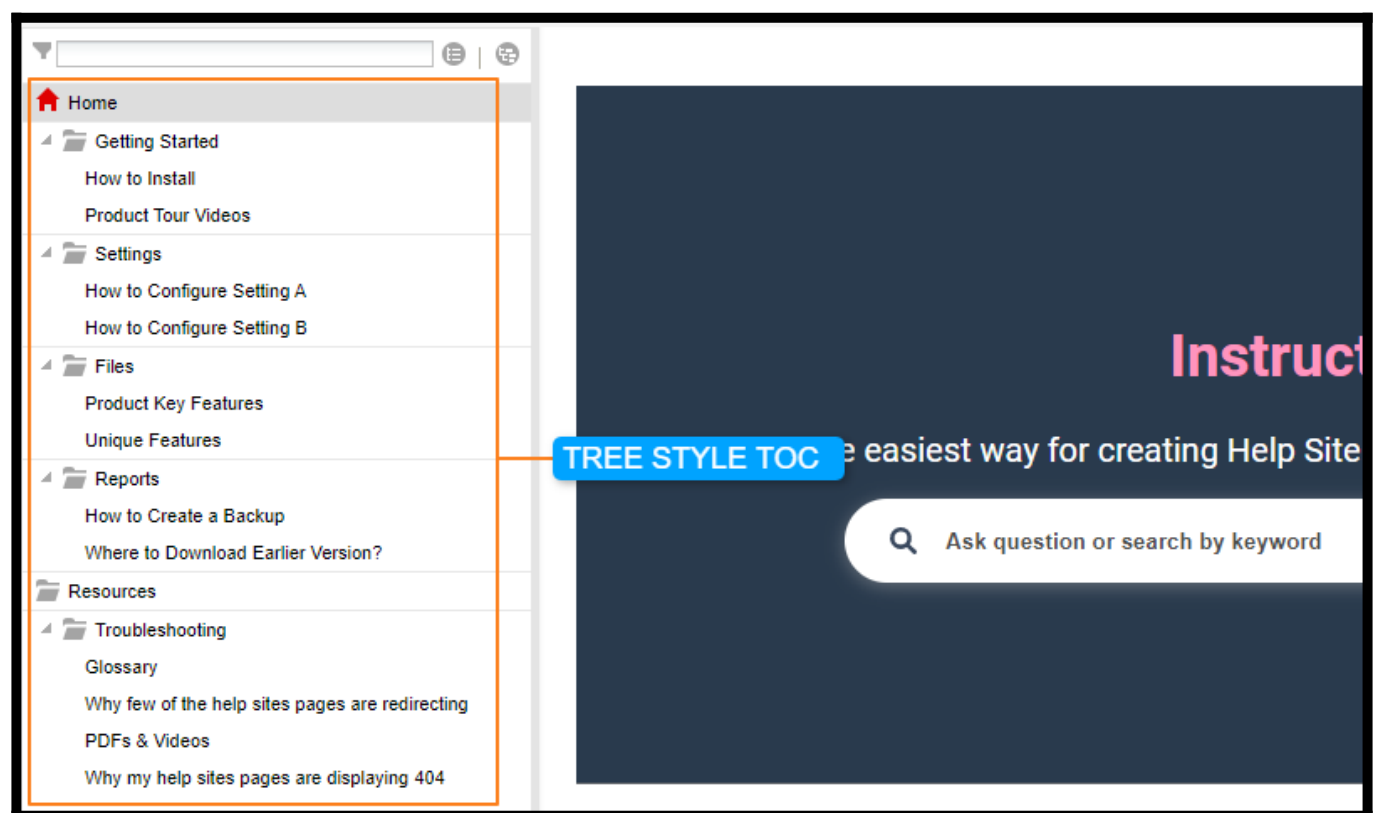 Home
Getting Started
How to Install
Product Tour Videos
Settings
How to Configure Setting A
How to Configure Setting B
Files
Product Key Features
Unique Features
Reports
How to Create a Backup
Where to Download Earlier Version?
Resources
Troubleshooting
Glossary
Why few of the help sites pages are redirecting
PDFs & Videos
Why my help sites pages are displaying 404
TREE STYLE TOC
Instruct
easiest way for creating Help Site
Ask question or search by keyword